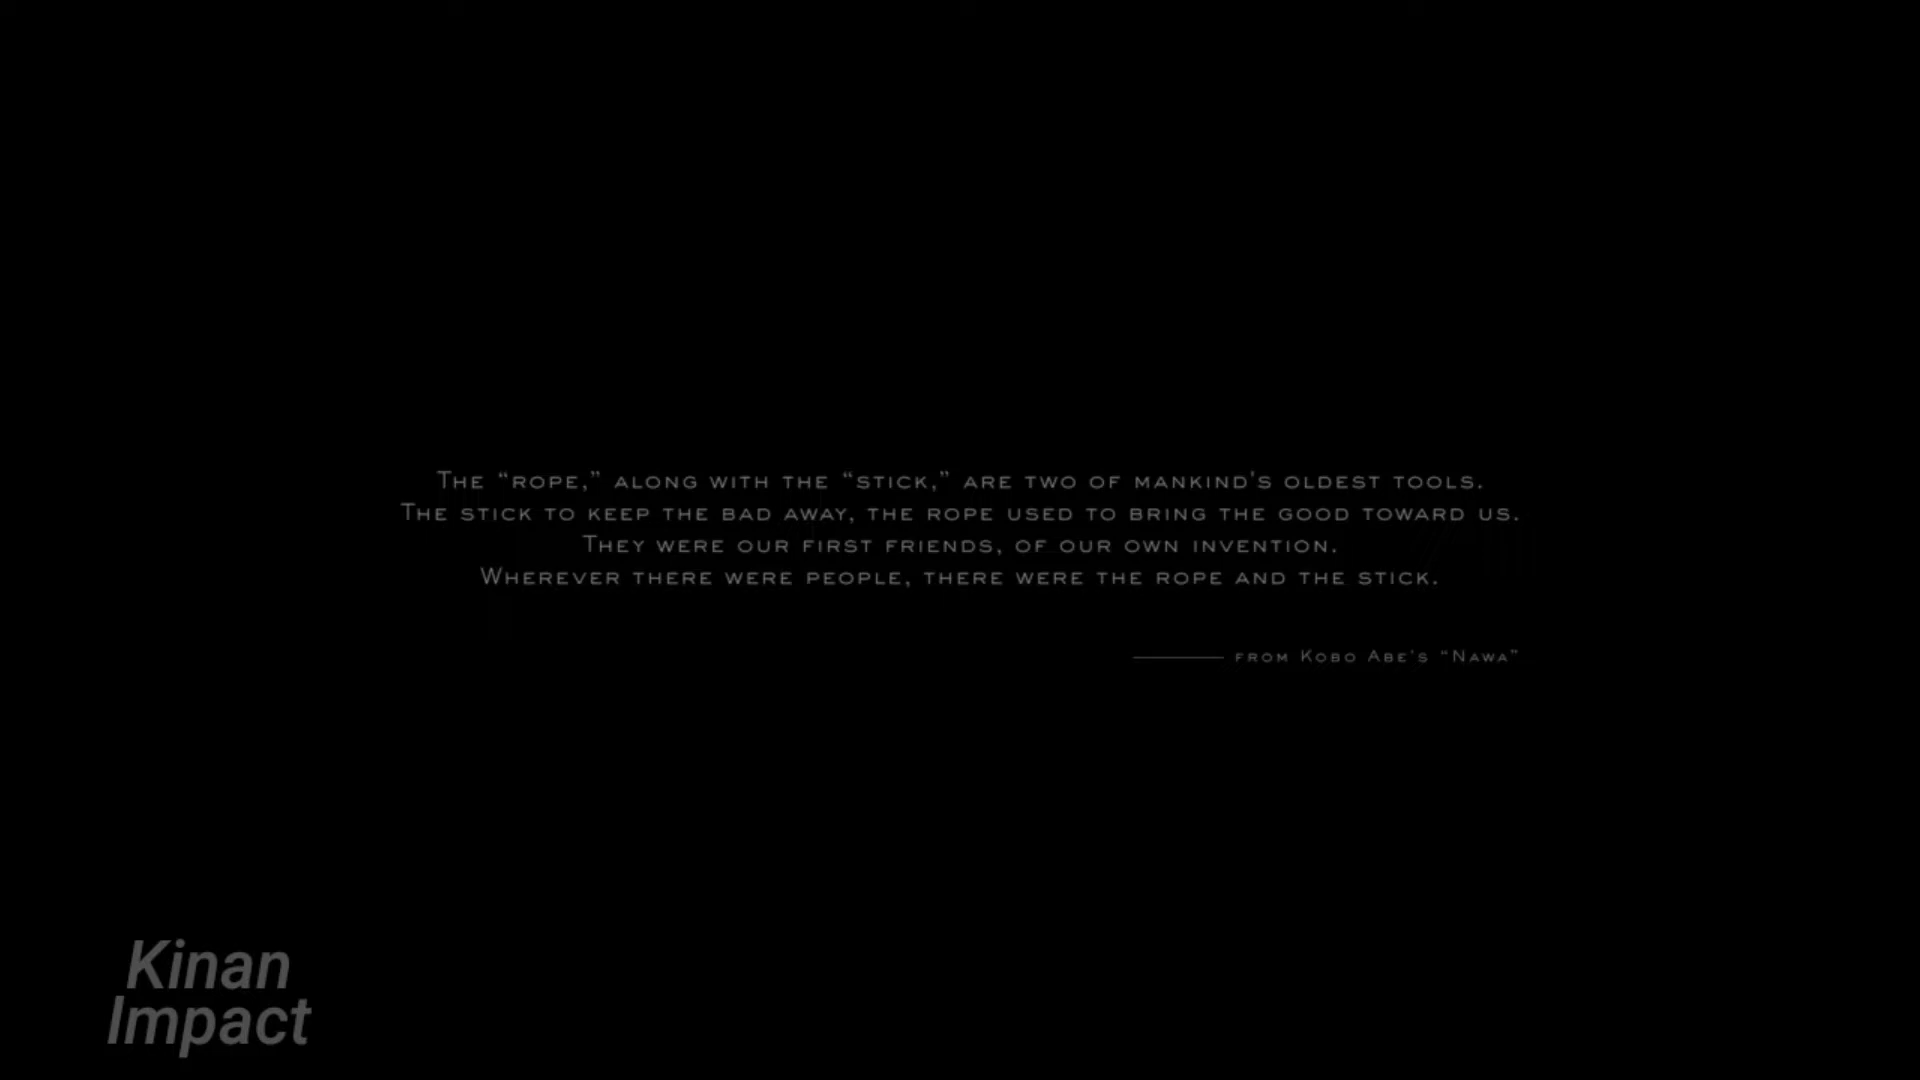 The “rope,” along with the “stick,” are two of mankind's oldest tools.
The stick to keep the bad away, the rope used to bring the good toward us.
They were our first friends, of our own invention.
Wherever there were people, there were the rope and the stick.
from Kobo Abe's “Nawa”
Kinan
Impact